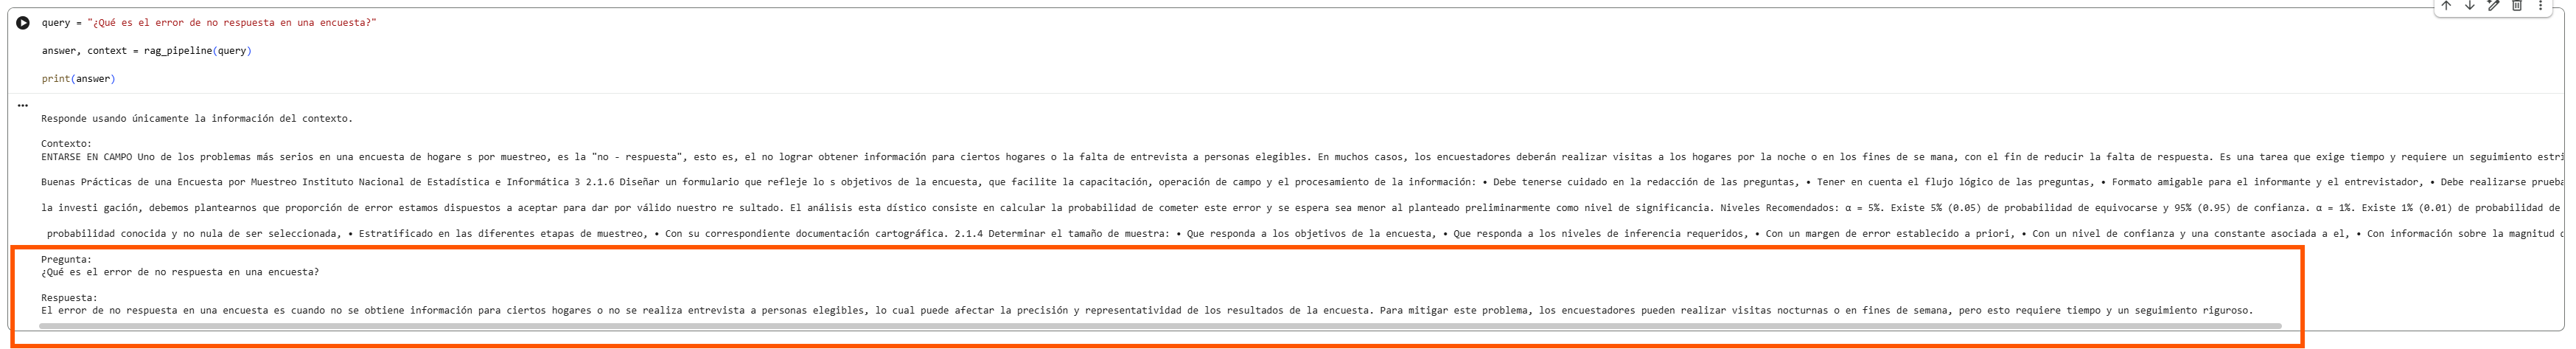 query = "¿Qué es el error de no respuesta en una encuesta?"
answer, context = rag_pipeline(query)
print(answer)
Responde usando únicamente la información del contexto.
Contexto:
ENTARSE EN CAMPO Uno de los problemas más serios en una encuesta de hogare s por muestreo, es la "no - respuesta", esto es, el no lograr obtener información para ciertos hogares o la falta de entrevista a personas elegibles. En muchos casos, los encuestadores deberán realizar visitas a los hogares por la noche o en los fines de se mana, con el fin de reducir la falta de respuesta. Es una tarea que exige tiempo y requiere un seguimiento estri
Buenas Prácticas de una Encuesta por Muestreo Instituto Nacional de Estadística e Informática 3 2.1.6 Diseñar un formulario que refleje lo s objetivos de la encuesta, que facilite la capacitación, operación de campo y el procesamiento de la información: • Debe tenerse cuidado en la redacción de las preguntas, • Tener en cuenta el flujo lógico de las preguntas, • Formato amigable para el informante y el entrevistador, • Debe realizarse prueba
la investi gación, debemos plantearnos que proporción de error estamos dispuestos a aceptar para dar por válido nuestro re sultado. El análisis esta dístico consiste en calcular la probabilidad de cometer este error y se espera sea menor al planteado preliminarmente como nivel de significancia. Niveles Recomendados: α = 5%. Existe 5% (0.05) de probabilidad de equivocarse y 95% (0.95) de confianza. α = 1%. Existe 1% (0.01) de probabilidad de
probabilidad conocida y no nula de ser seleccionada, • Estratificado en las diferentes etapas de muestreo, • Con su correspondiente documentación cartográfica. 2.1.4 Determinar el tamaño de muestra: • Que responda a los objetivos de la encuesta, • Que responda a los niveles de inferencia requeridos, • Con un margen de error establecido a priori, • Con un nivel de confianza y una constante asociada a el, • Con información sobre la magnitud d
Pregunta:
¿Qué es el error de no respuesta en una encuesta?
Respuesta:
El error de no respuesta en una encuesta es cuando no se obtiene información para ciertos hogares o no se realiza entrevista a personas elegibles, lo cual puede afectar la precisión y representatividad de los resultados de la encuesta. Para mitigar este problema, los encuestadores pueden realizar visitas nocturnas o en fines de semana, pero esto requiere tiempo y un seguimiento riguroso.